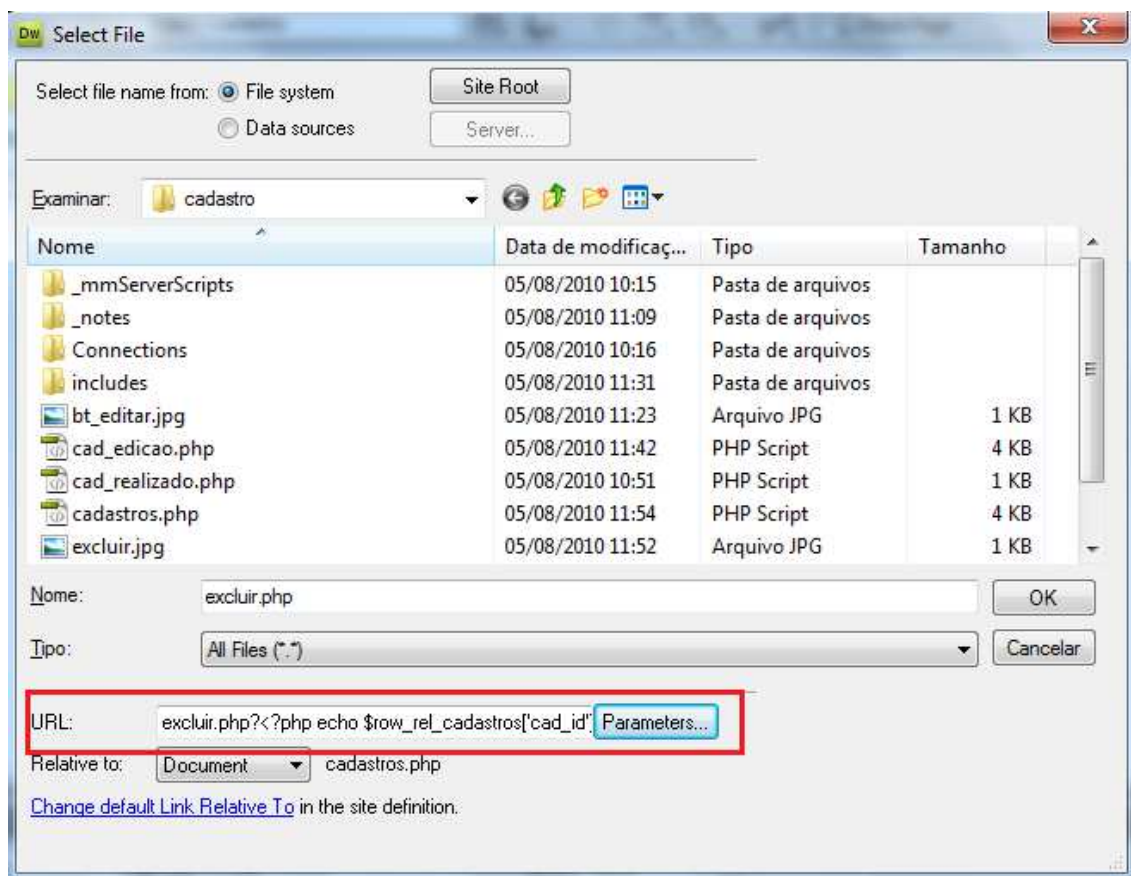 Dw Select File
Select file name from: File system Site Root
Data sources Server...
Examinar: cadastro
Nome Data de modificaç... Tipo Tamanho
_mmServerScripts 05/08/2010 10:15 Pasta de arquivos
_notes 05/08/2010 11:09 Pasta de arquivos
Connections 05/08/2010 10:16 Pasta de arquivos
includes 05/08/2010 11:31 Pasta de arquivos
bt_editar.jpg 05/08/2010 11:23 Arquivo JPG 1 KB
cad_edicao.php 05/08/2010 11:42 PHP Script 4 KB
cad_realizado.php 05/08/2010 10:51 PHP Script 1 KB
cadastros.php 05/08/2010 11:54 PHP Script 4 KB
excluir.jpg 05/08/2010 11:52 Arquivo JPG 1 KB
Nome: excluir.php OK
Tipo: All Files (*.*) Cancelar
URL: excluir.php?<?php echo $row_rel_cadastros['cad_id'] Parameters...
Relative to: Document cadastros.php
Change default Link Relative To in the site definition.